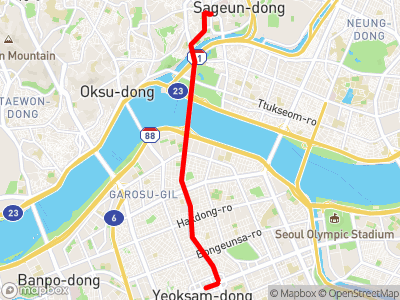 Sageun-dong
NEUNG-
DONG
n Mountain
61
Oksu-dong
23
TAEWON-
DONG
Ttukseom-ro
88
GAROSU-GIL
6
23
Hakdong-ro
Seoul Olympic Stadium
Bongeunsa-ro
Banpo-dong
Yeoksam-dong
© Mapbox © OpenStreetMap
mapbox